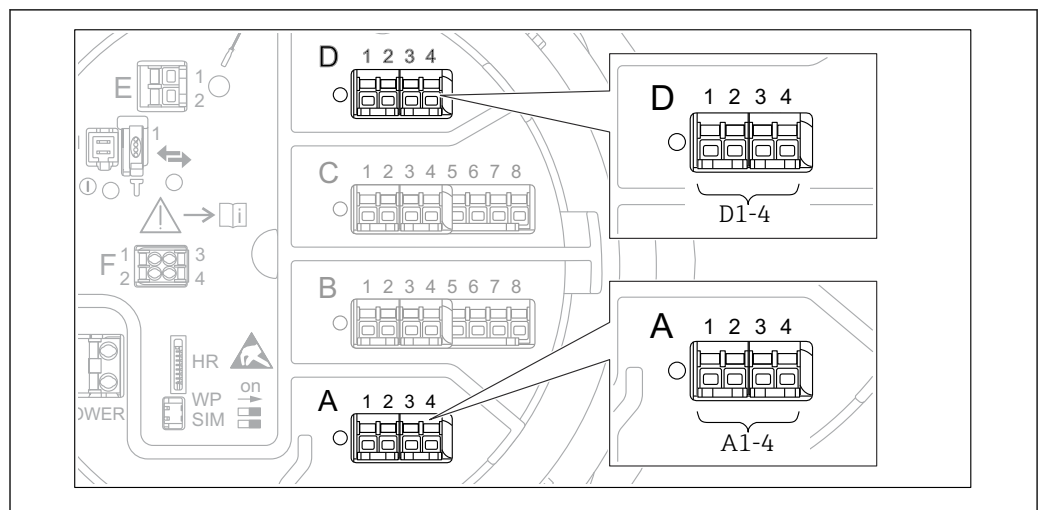 D 1 2 3 4
E 1
2
1
C 1 2 3 4 5 6 7 8
i
F 1 3
2 4
B 1 2 3 4 5 6 7 8
HR
WP on
SIM
OWER
A 1 2 3 4
D 1 2 3 4
D1-4
A 1 2 3 4
A1-4